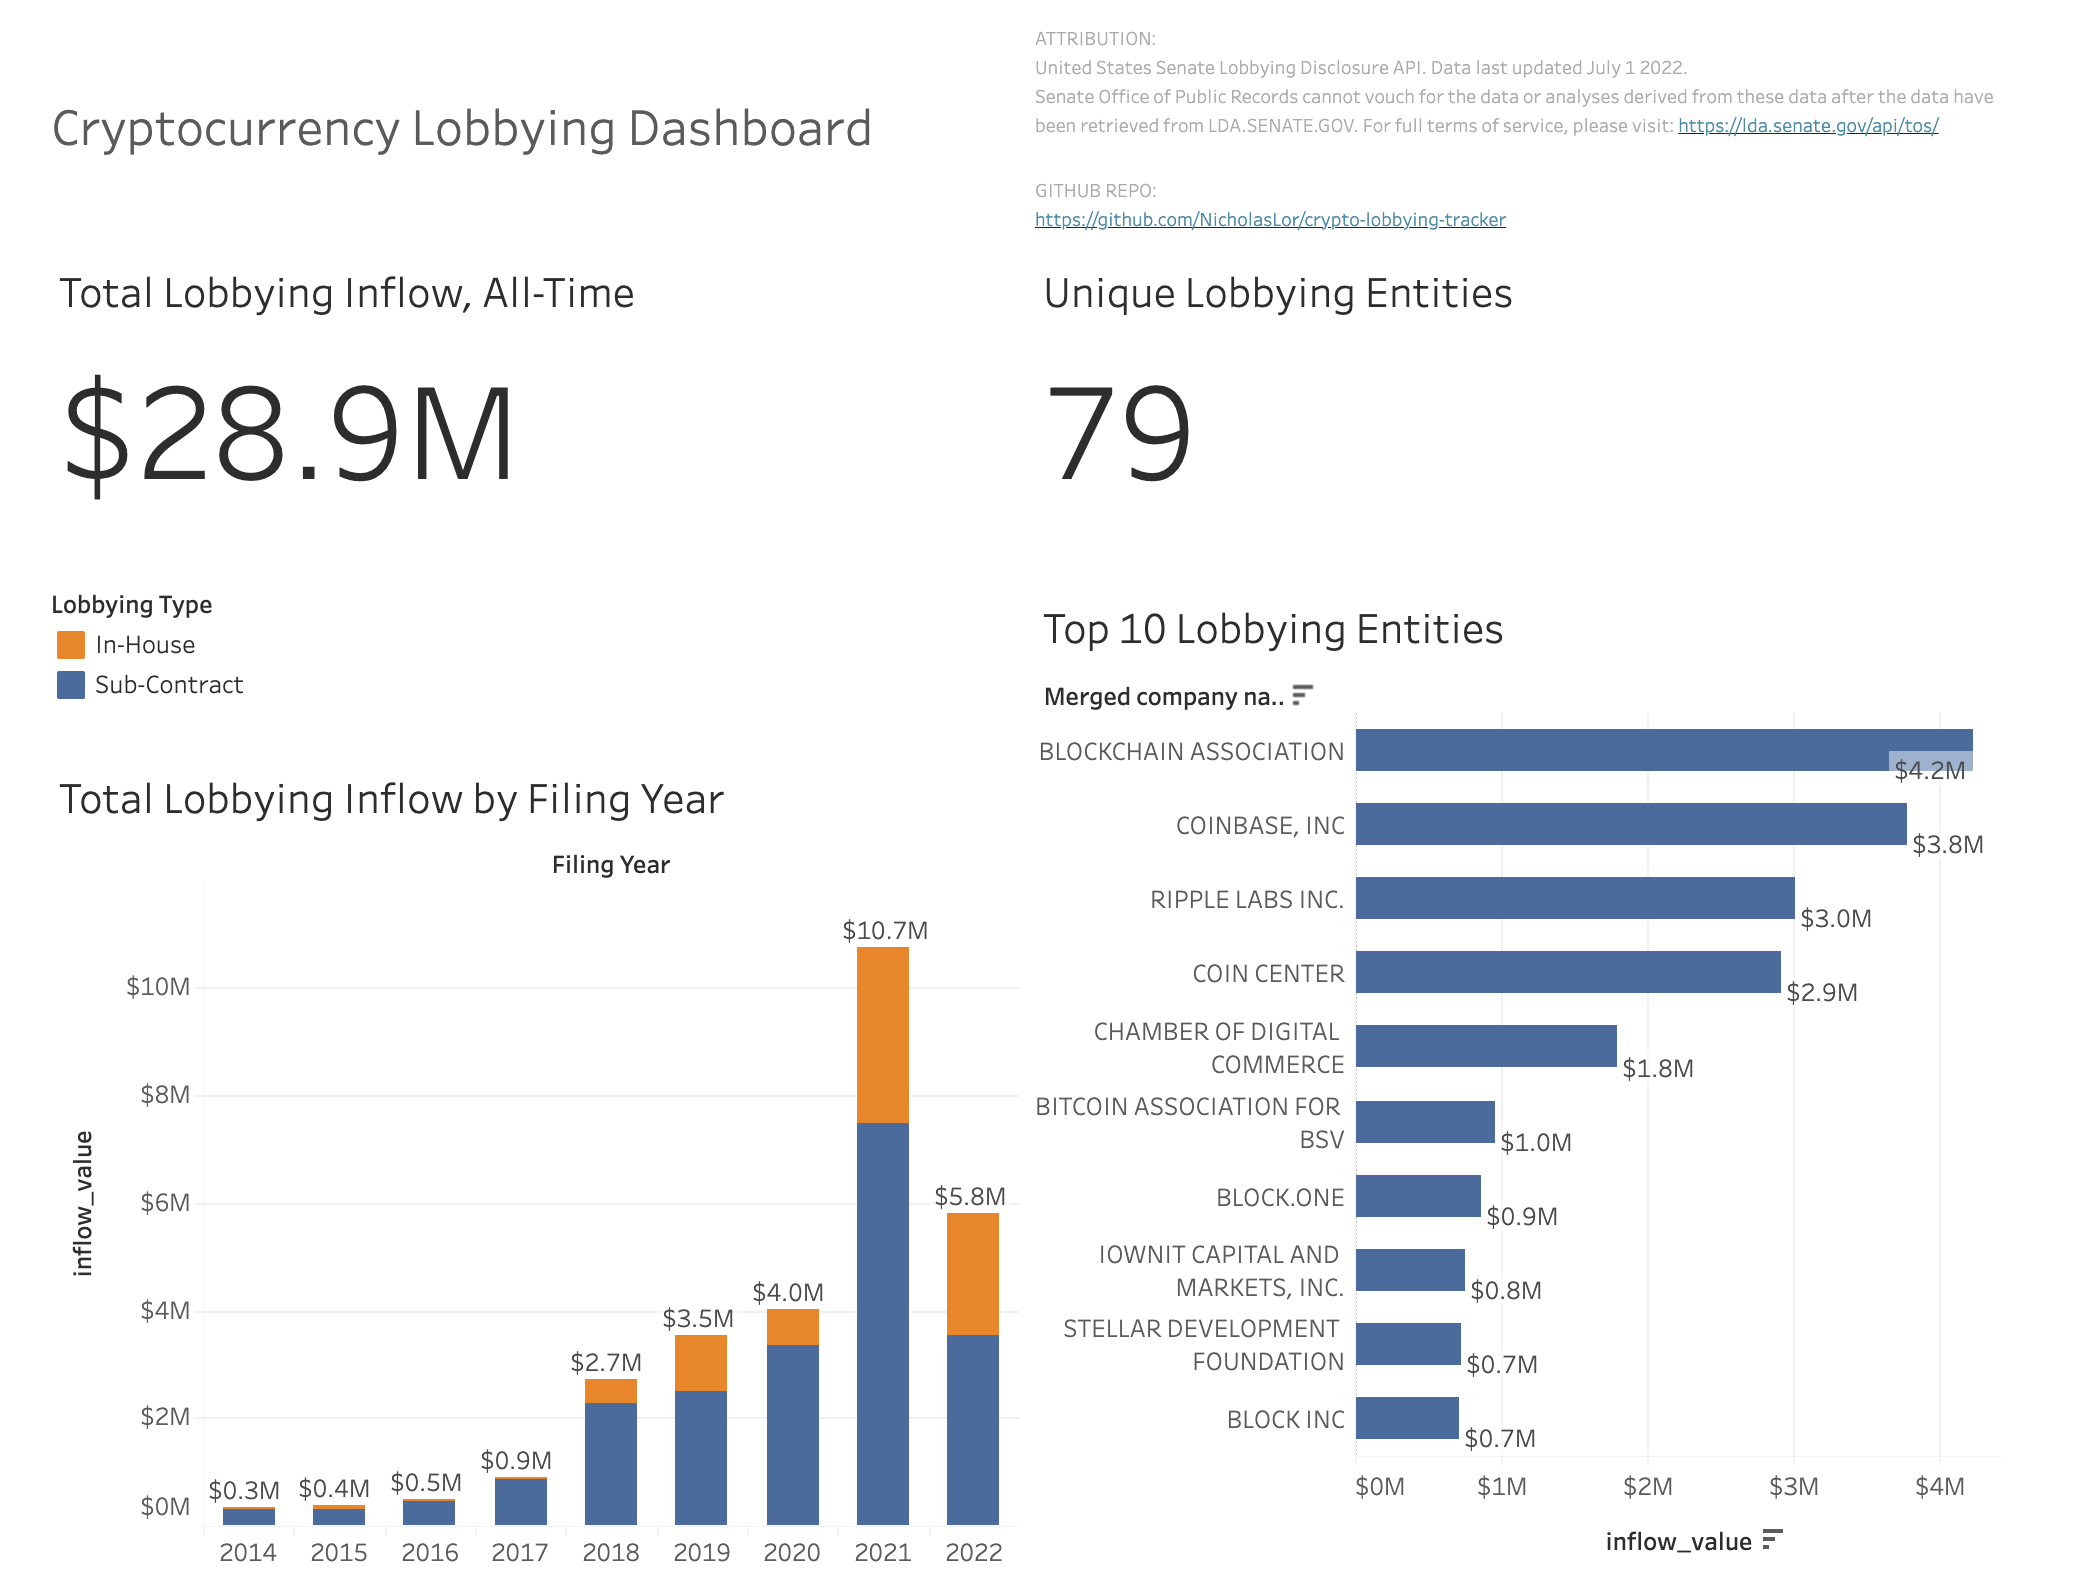 Cryptocurrency Lobbying Dashboard
ATTRIBUTION:
United States Senate Lobbying Disclosure API. Data last updated July 1 2022.
Senate Office of Public Records cannot vouch for the data or analyses derived from these data after the data have
been retrieved from LDA.SENATE.GOV. For full terms of service, please visit: https://lda.senate.gov/api/tos/
GITHUB REPO:
https://github.com/NicholasLor/crypto-lobbying-tracker
Total Lobbying Inflow, All-Time
$28.9M
Unique Lobbying Entities
79
Lobbying Type
In-House
Sub-Contract
Total Lobbying Inflow by Filing Year
Filing Year
inflow_value
$10M
$8M
$6M
$4M
$2M
$0M
$0.3M
$0.4M
$0.5M
$0.9M
$2.7M
$3.5M
$4.0M
$10.7M
$5.8M
2014
2015
2016
2017
2018
2019
2020
2021
2022
Top 10 Lobbying Entities
Merged company na..
BLOCKCHAIN ASSOCIATION
$4.2M
COINBASE, INC
$3.8M
RIPPLE LABS INC.
$3.0M
COIN CENTER
$2.9M
CHAMBER OF DIGITAL
COMMERCE
$1.8M
BITCOIN ASSOCIATION FOR
BSV
$1.0M
BLOCK.ONE
$0.9M
IOWNIT CAPITAL AND
MARKETS, INC.
$0.8M
STELLAR DEVELOPMENT
FOUNDATION
$0.7M
BLOCK INC
$0.7M
$0M
$1M
$2M
$3M
$4M
inflow_value